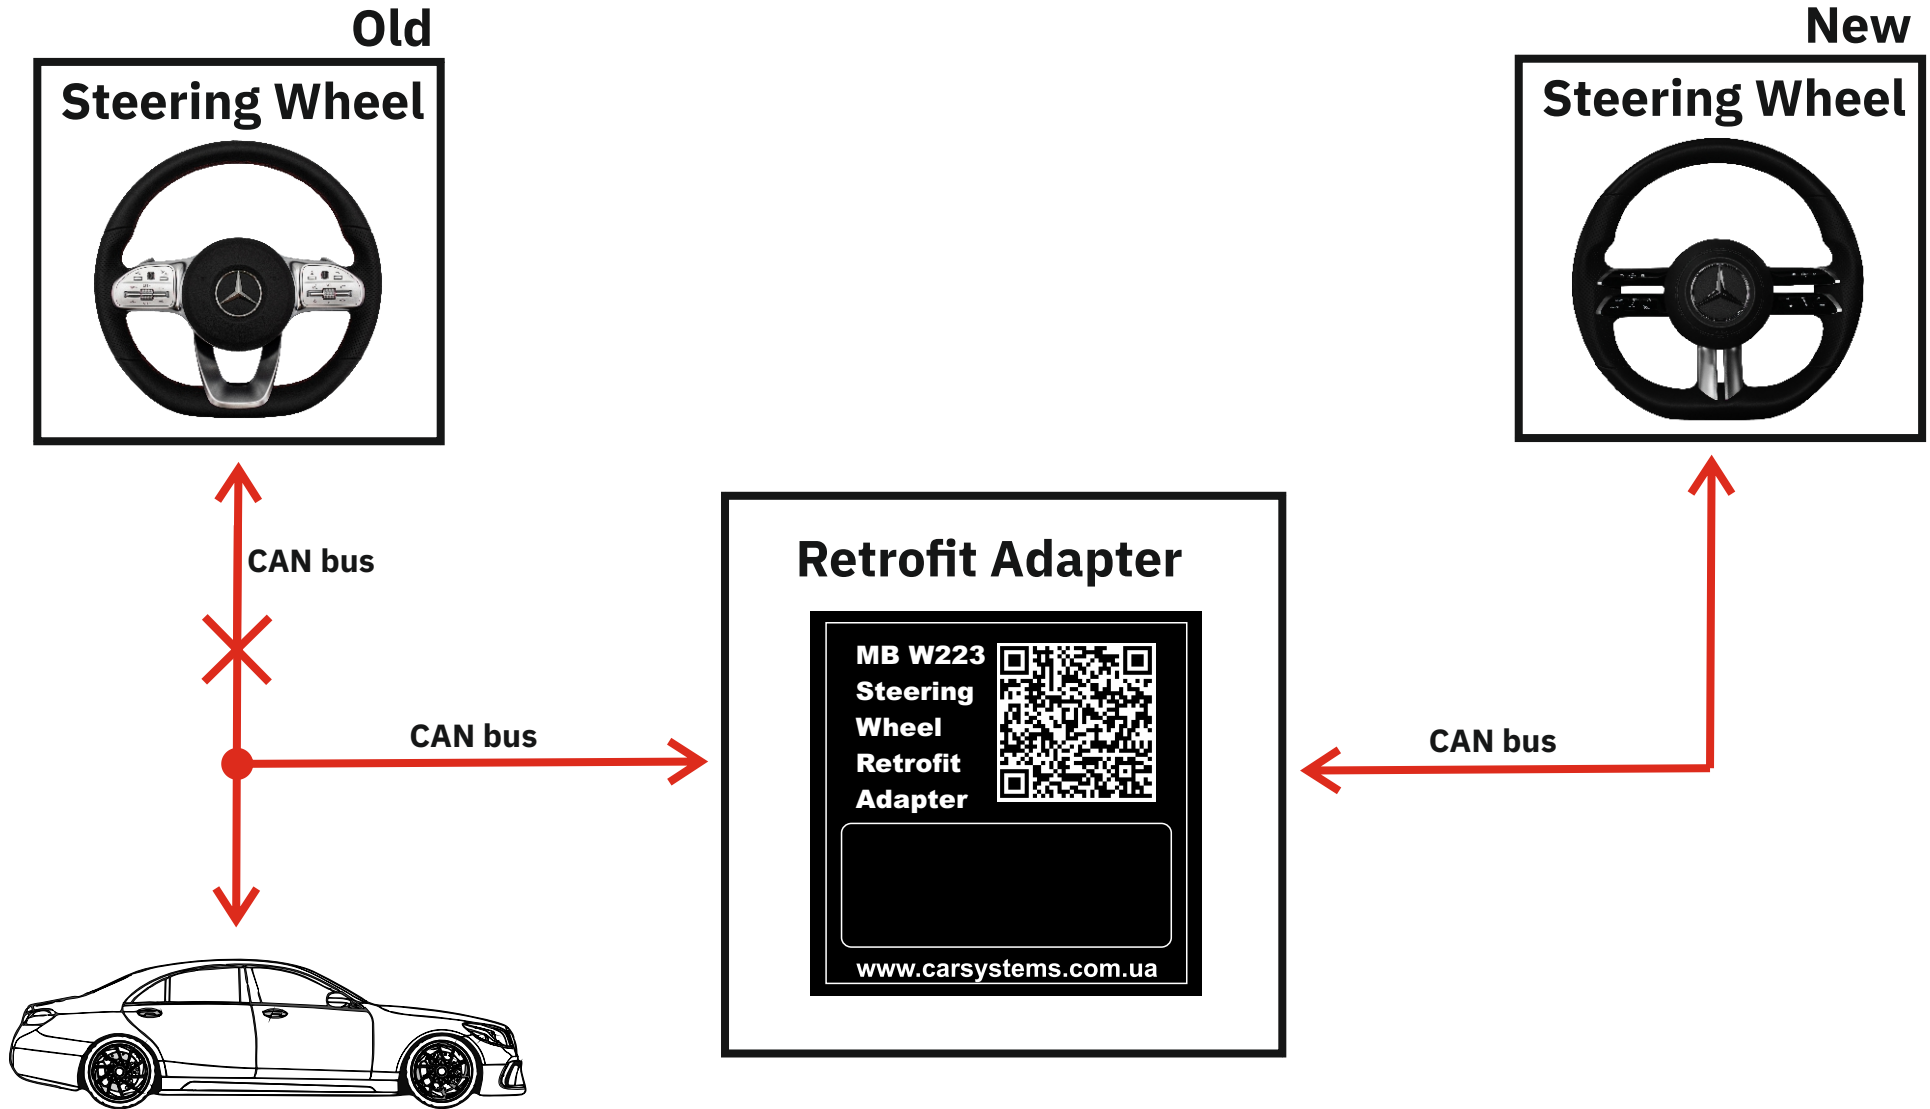 Old
Steering Wheel
New
Steering Wheel
CAN bus
Retrofit Adapter
MB W223
Steering
Wheel
Retrofit
Adapter
CAN bus
CAN bus
www.carsystems.com.ua